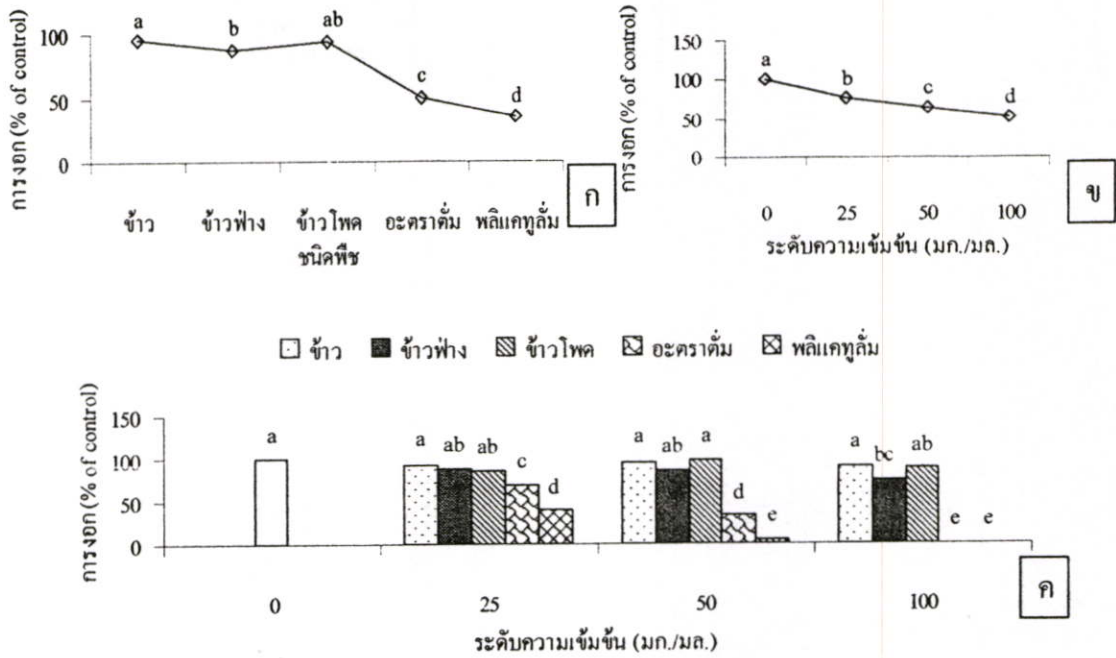 การงอก (% of control)
100
50
0
a
b
ab
c
d
ข้าว
ข้าวฟ่าง
ข้าวโพด
อะตราตั่ม
พลิแคทูลั่ม
ชนิดพืช
ก
การงอก (% of control)
150
100
50
0
a
b
c
d
0
25
50
100
ระดับความเข้มข้น (มก./มล.)
ข
ข้าว
ข้าวฟ่าง
ข้าวโพด
อะตราตั่ม
พลิแคทูลั่ม
การงอก (% of control)
150
100
50
0
a
a ab ab c d
a ab a d e
a bc ab e e
0
25
50
100
ระดับความเข้มข้น (มก./มล.)
ค